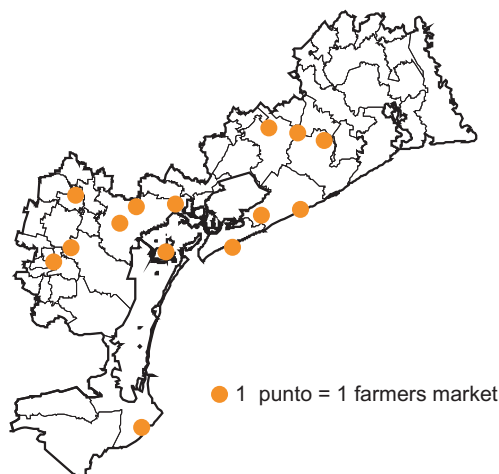 1 punto = 1 farmers market